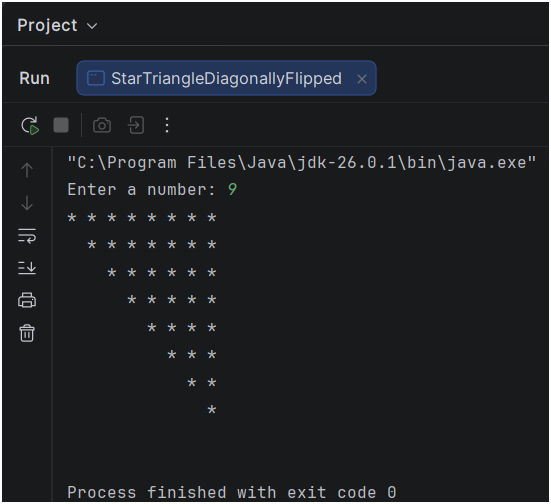 Project
Run StarTriangleDiagonallyFlipped ×
"C:\Program Files\Java\jdk-26.0.1\bin\java.exe"
Enter a number: 9
* * * * * * * *
  * * * * * * *
    * * * * * *
      * * * * *
        * * * *
          * * *
            * *
              *
Process finished with exit code 0